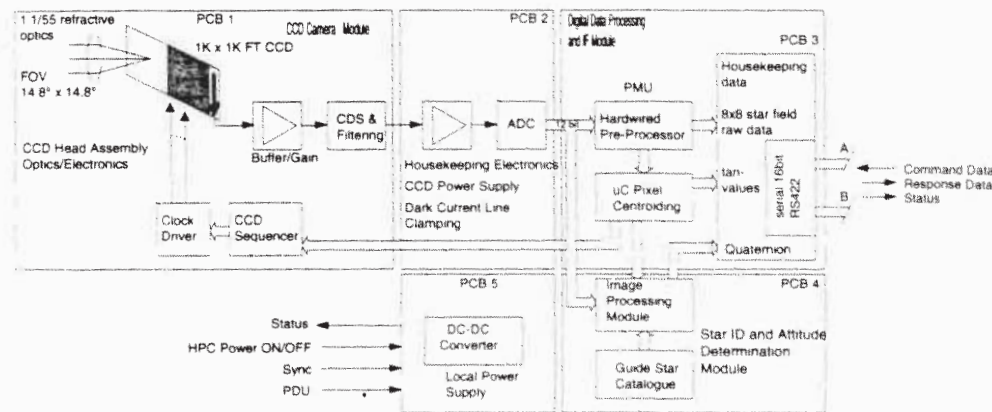 1 1/55 refractive
optics
PCB 1
CCD Camera Module
1K x 1K FT CCD
FOV
14.8° x 14.8°
CCD Head Assembly
Optics/Electronics
Buffer/Gain
CDS &
Filtering
Clock
Driver
CCD
Sequencer
PCB 2
ADC
12 bit
Housekeeping Electronics
CCD Power Supply
Dark Current Line
Clamping
Digital Data Processing
and I/F Module
PCB 3
PMU
Hardwired
Pre-Processor
uC Pixel
Centroiding
Housekeeping
data
8x8 star field
raw data
tan-
values
serial 16bit
RS422
Quaternion
A
B
Command Data
Response Data
Status
PCB 5
Status
HPC Power ON/OFF
Sync
PDU
DC-DC
Converter
Local Power
Supply
PCB 4
Image
Processing
Module
Guide Star
Catalogue
Star ID and Attitude
Determination
Module